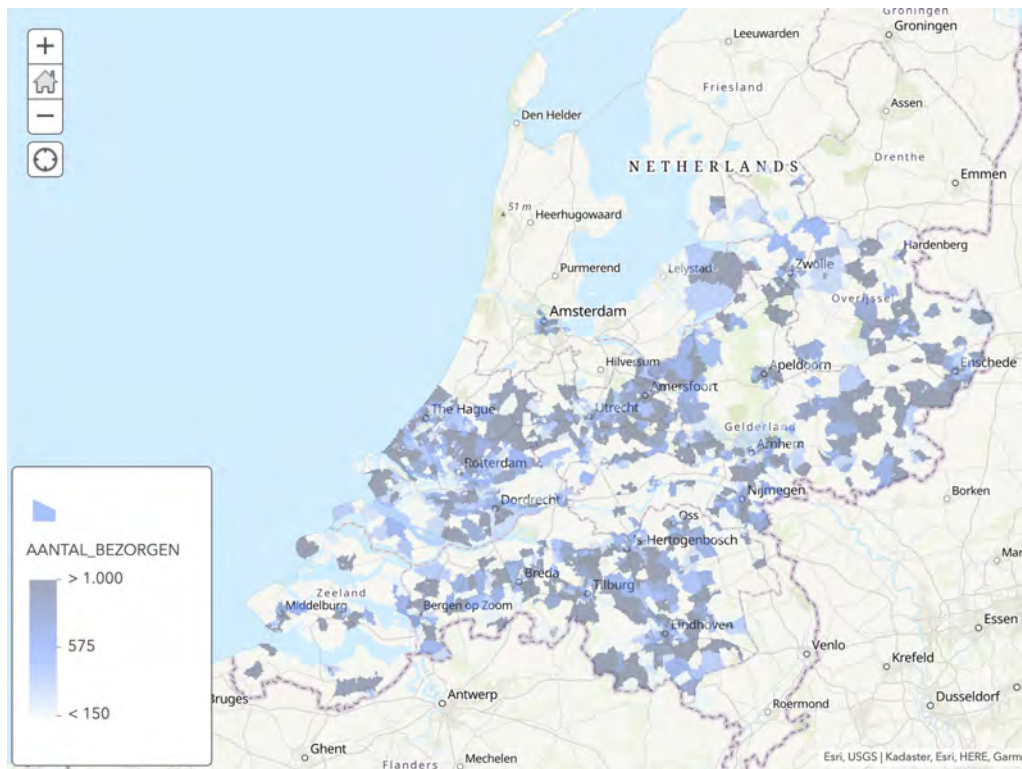 Groningen
Groningen
Leeuwarden
Friesland
Assen
Den Helder
Drenthe
NETHERLANDS
Emmen
51 m
Heerhugowaard
Hardenberg
Purmerend
Lelystad
Zwolle
Overijssel
Amsterdam
Hilversum
Apeldoorn
Enschede
Amersfoort
The Hague
Utrecht
Gelderland
Arnhem
Rotterdam
Nijmegen
Borken
Dordrecht
Oss
's-Hertogenbosch
AANTAL_BEZORGEN
> 1.000
575
< 150
Breda
Tilburg
Zeeland
Middelburg
Bergen op Zoom
Essen
Eindhoven
Venlo
Krefeld
Bruges
Antwerp
Roermond
Dusseldorf
Ghent
Mechelen
Flanders
Esri, USGS | Kadaster, Esri, HERE, Garm